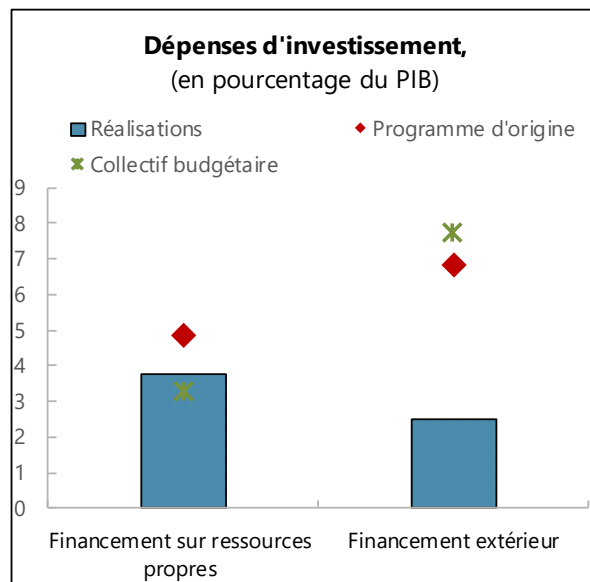 Dépenses d'investissement,
(en pourcentage du PIB)
Réalisations
Programme d'origine
Collectif budgétaire
9
8
7
6
5
4
3
2
1
0
Financement sur ressources
propres
Financement extérieur